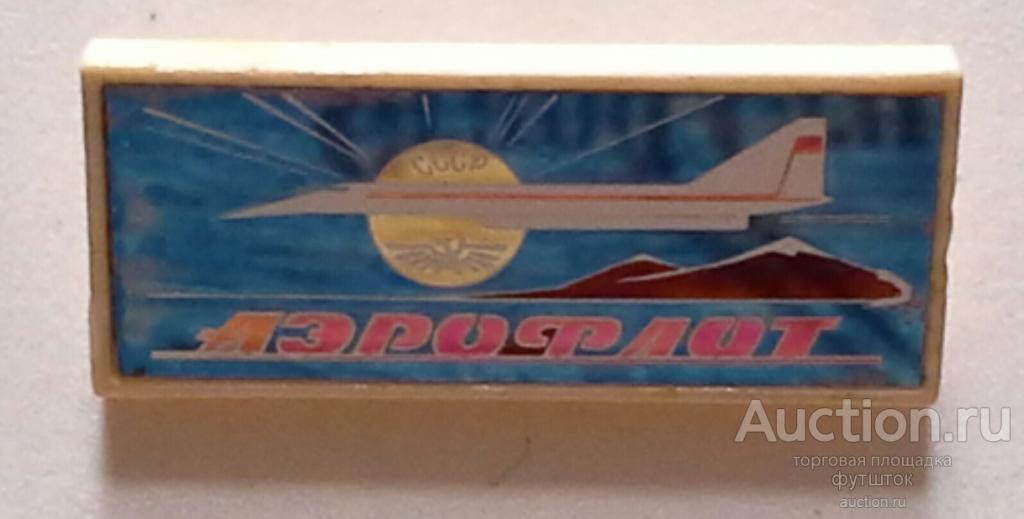 СССР
АЭРОФЛОТ
Auction.ru
торговая площадка
футшток
auction.ru